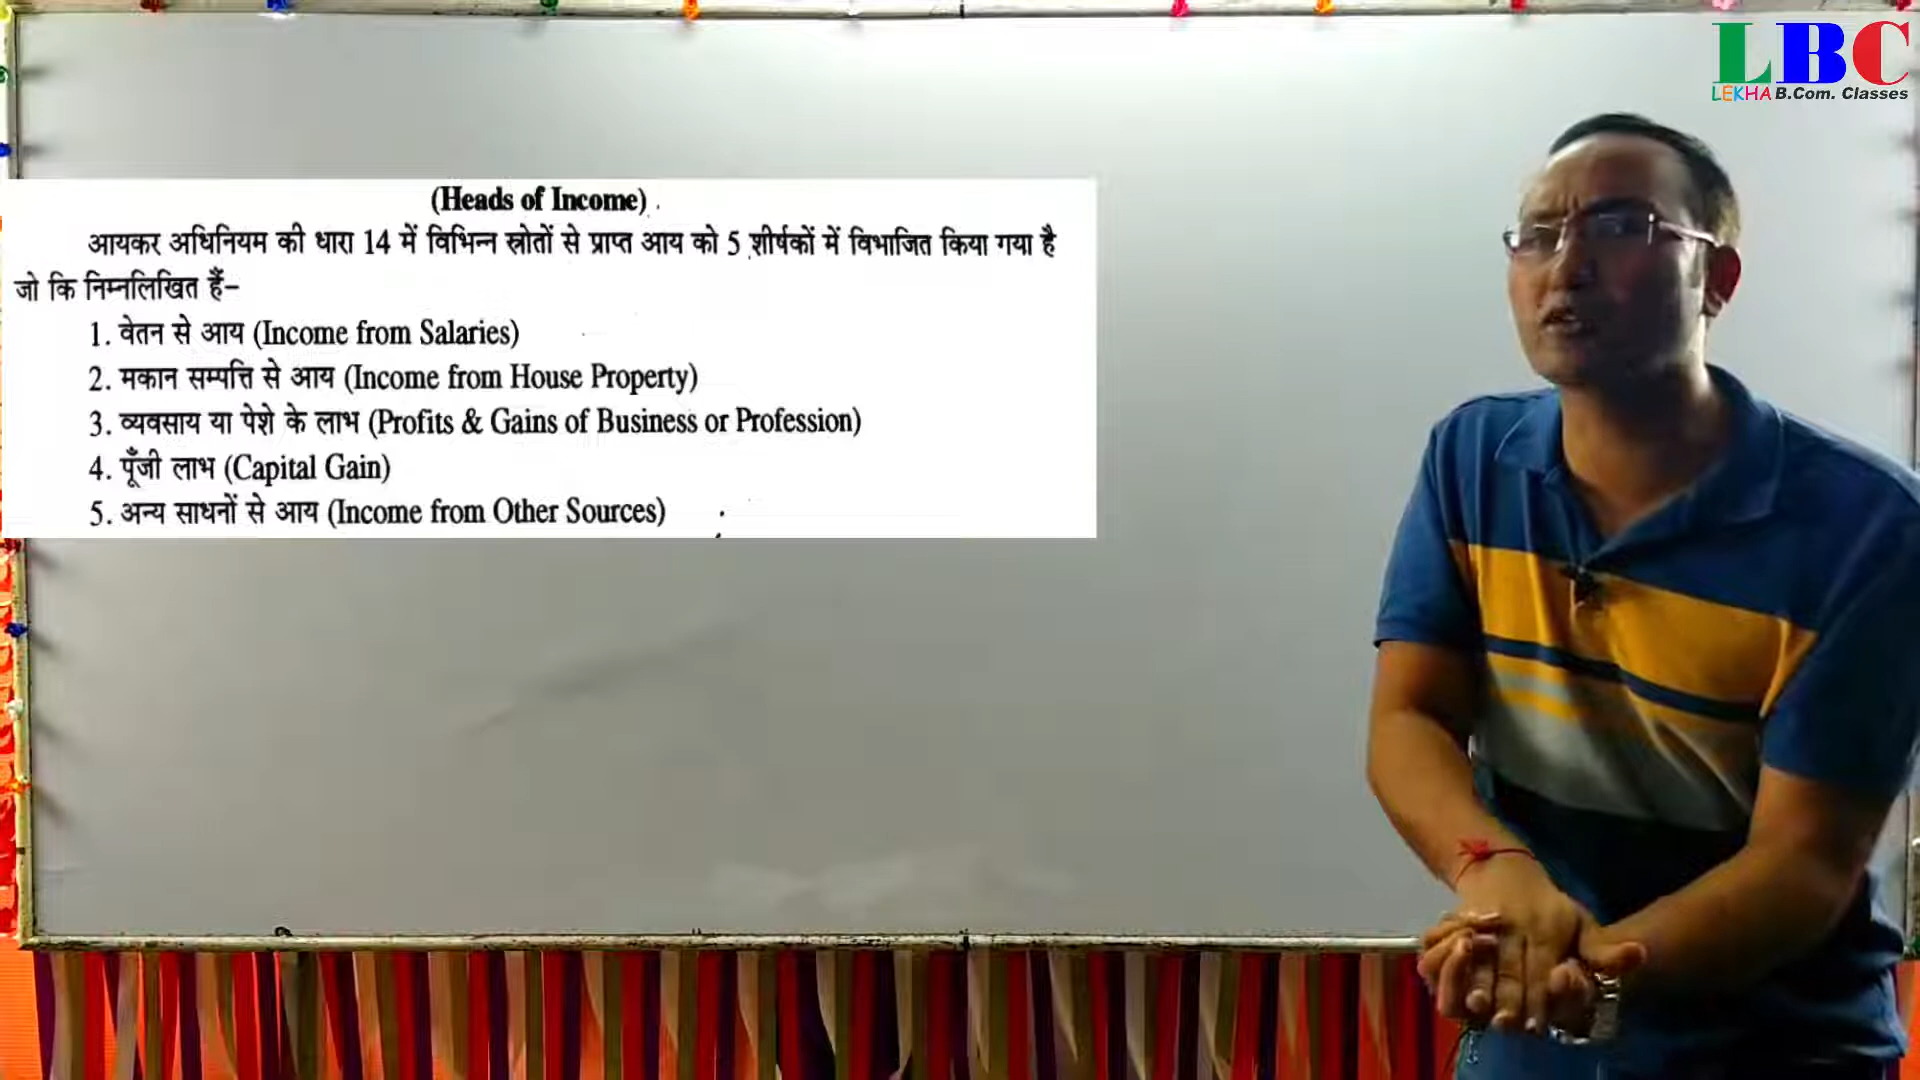 LBC
LEKHA B.Com. Classes
(Heads of Income)
आयकर अधिनियम की धारा 14 में विभिन्न स्रोतों से प्राप्त आय को 5 शीर्षकों में विभाजित किया गया है
जो कि निम्नलिखित हैं-
1. वेतन से आय (Income from Salaries)
2. मकान सम्पत्ति से आय (Income from House Property)
3. व्यवसाय या पेशे के लाभ (Profits & Gains of Business or Profession)
4. पूँजी लाभ (Capital Gain)
5. अन्य साधनों से आय (Income from Other Sources)